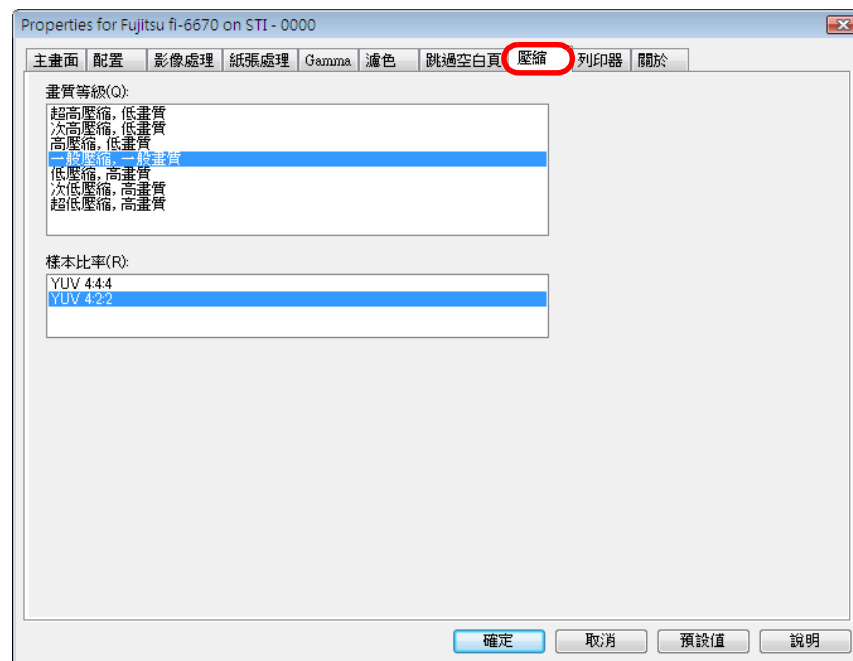 Properties for Fujitsu fi-6670 on STI - 0000
主畫面 配置 影像處理 紙張處理 Gamma 濾色 跳過空白頁 壓縮 列印器 關於
畫質等級(Q):
超高壓縮, 低畫質
次高壓縮, 低畫質
高壓縮, 低畫質
一般壓縮, 一般畫質
低壓縮, 高畫質
次低壓縮, 高畫質
超低壓縮, 高畫質
樣本比率(R):
YUV 4:4:4
YUV 4:2:2
確定 取消 預設值 說明